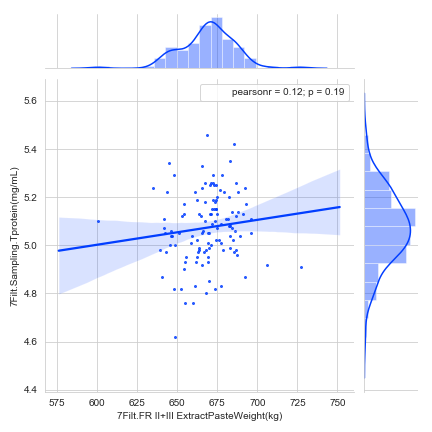 pearsonr = 0.12; p = 0.19
5.6
5.4
5.2
5.0
4.8
4.6
4.4
7Filt.Sampling.Tprotein(mg/mL)
575 600 625 650 675 700 725 750
7Filt.FR II+III ExtractPasteWeight(kg)